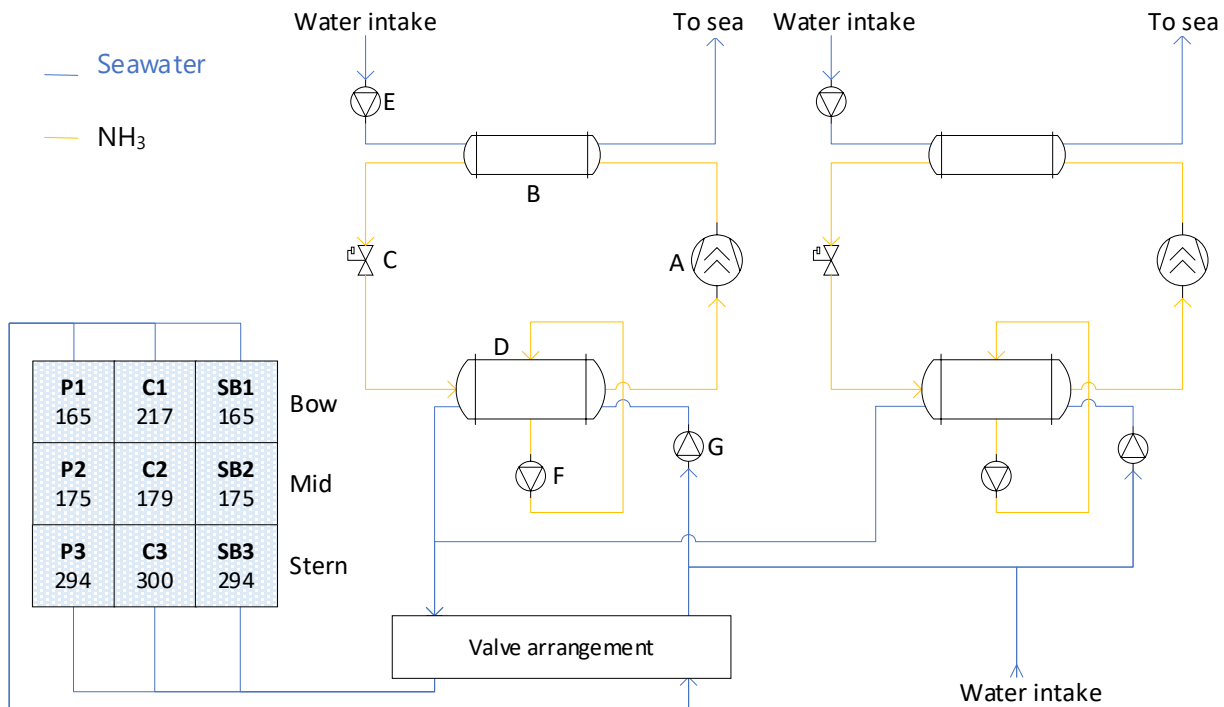 Water intake
To sea
Water intake
To sea
Seawater
NH₃
E
B
C
A
D
P1
165
C1
217
SB1
165
Bow
G
P2
175
C2
179
SB2
175
Mid
F
P3
294
C3
300
SB3
294
Stern
Valve arrangement
Water intake